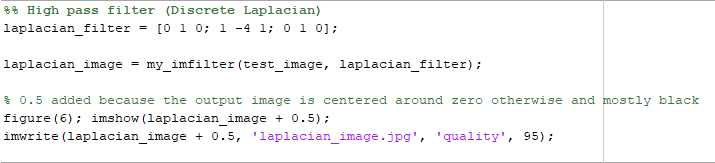 %% High pass filter (Discrete Laplacian)
laplacian_filter = [0 1 0; 1 -4 1; 0 1 0];
laplacian_image = my_imfilter(test_image, laplacian_filter);
% 0.5 added because the output image is centered around zero otherwise and mostly black
figure(6); imshow(laplacian_image + 0.5);
imwrite(laplacian_image + 0.5, 'laplacian_image.jpg', 'quality', 95);